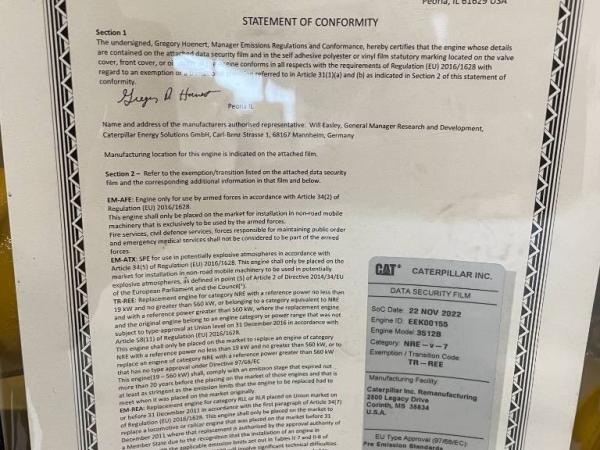 Peoria, IL 61629 USA
STATEMENT OF CONFORMITY
Section 1
The undersigned, Gregory Hoenert, Manager Emissions Regulations and Conformance, hereby certifies that the engine whose details
are contained on the attached data security film and in the self adhesive polyester or vinyl film statutory marking located on the valve
cover, front cover, or engine conforms in all respects with the requirements of Regulation (EU) 2016/1628 with
regard to an exemption or a referred to in Article 31(1)(a) and (b) as indicated in Section 2 of this statement of
conformity.
Peoria IL
Name and address of the manufacturers authorised representative: Will Easley, General Manager Research and Development,
Caterpillar Energy Solutions GmbH, Carl-Benz-Strasse 1, 68167 Mannheim, Germany
Manufacturing location for this engine is indicated on the attached film.
Section 2 – Refer to the exemption/transition listed on the attached data security
film and the corresponding additional information in that film and below.
EM-AFE: Engine only for use by armed forces in accordance with Article 34(2) of
Regulation (EU) 2016/1628.
This engine shall only be placed on the market for installation in non-road mobile
machinery that is exclusively to be used by the armed forces.
Fire services, civil defence services, forces responsible for maintaining public order
and emergency medical services shall not be considered to be part of the armed
forces.
EM-ATX: SPE for use in potentially explosive atmospheres in accordance with
Article 34(5) of Regulation (EU) 2016/1628. This engine shall only be placed on the
market for installation in non-road mobile machinery to be used in potentially
explosive atmospheres, as defined in point (5) of Article 2 of Directive 2014/34/EU
of the European Parliament and the Council(*).
TR-REE: Replacement engine for category NRE with a reference power no less than
19 kW and no greater than 560 kW, or belonging to a category equivalent to NRE
with a reference power greater than 560 kW, where the replacement engine
and the original engine belong to an engine category or power range that was not
subject to type-approval at Union level on 31 December 2016 in accordance with
Article 58(11) of Regulation (EU) 2016/1628.
This engine shall only be placed on the market to replace an engine of category
NRE with a reference power no less than 19 kW and no greater than 560 kW, or to
replace an engine of category NRE with a reference power greater than 560 kW
that has no type approval under Directive 97/68/EC
This engine(19 – 560 kW) shall, comply with an emission stage that expired not
more than 20 years before the placing on the market of those engines and that is
at least as stringent as the emission limits that the engine to be replaced had to
meet when it was placed on the market originally.
EM-REA: Replacement engine for category RLL or RLR placed on Union market on
or before 31 December 2011 in accordance with the first paragraph of Article 34(7)
of Regulation (EU) 2016/1628. This engine shall only be placed on the market to
replace a locomotive or railcar engine that was placed on the market before 31
December 2011 where that replacement is authorised by the approval authority of
a Member State due to the recognition that the installation of an engine in
the applicable emission limits set out in Tables II-7 and II-8 of
will involve significant technical difficulties.
CAT® CATERPILLAR INC.
DATA SECURITY FILM
SoC Date: 22 NOV 2022
Engine ID: EEK00155
Engine Model: 3512B
Category: NRE – v – 7
Exemption / Transition Code:
TR – REE
Manufacturing Facility
Caterpillar Inc. Remanufacturing
2800 Legacy Drive
Corinth, MS 38834
U.S.A.
EU Type Approval (97/68/EC):
Pre Emission Standards